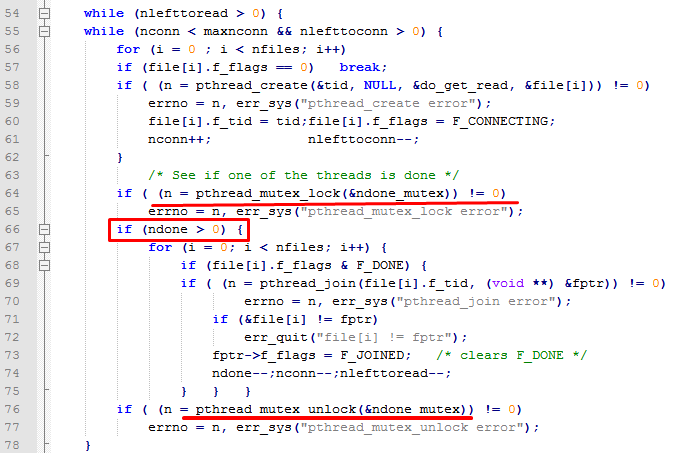 54 while (nlefttoread > 0) {
55 while (nconn < maxnconn && nlefttoconn > 0) {
56 for (i = 0 ; i < nfiles; i++)
57 if (file[i].f_flags == 0) break;
58 if ( (n = pthread_create(&tid, NULL, &do_get_read, &file[i])) != 0)
59 errno = n, err_sys("pthread_create error");
60 file[i].f_tid = tid;file[i].f_flags = F_CONNECTING;
61 nconn++; nlefttoconn--;
62 }
63 /* See if one of the threads is done */
64 if ( (n = pthread_mutex_lock(&ndone_mutex)) != 0)
65 errno = n, err_sys("pthread_mutex_lock error");
66 if (ndone > 0) {
67 for (i = 0; i < nfiles; i++) {
68 if (file[i].f_flags & F_DONE) {
69 if ( (n = pthread_join(file[i].f_tid, (void **) &fptr)) != 0)
70 errno = n, err_sys("pthread_join error");
71 if (&file[i] != fptr)
72 err_quit("file[i] != fptr");
73 fptr->f_flags = F_JOINED; /* clears F_DONE */
74 ndone--;nconn--;nlefttoread--;
75 } } }
76 if ( (n = pthread_mutex_unlock(&ndone_mutex)) != 0)
77 errno = n, err_sys("pthread_mutex_unlock error");
78 }